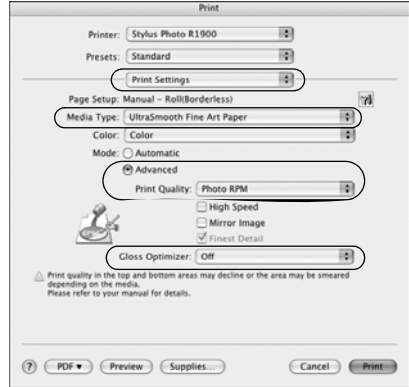 Print
Printer: Stylus Photo R1900
Presets: Standard
Print Settings
Page Setup: Manual - Roll(Borderless)
Media Type: UltraSmooth Fine Art Paper
Color: Color
Mode: Automatic
Advanced
Print Quality: Photo RPM
High Speed
Mirror Image
Finest Detail
Gloss Optimizer: Off
Print quality in the top and bottom areas may decline or the area may be smeared
depending on the media.
Please refer to your manual for details.
? PDF ▼ Preview Supplies... Cancel Print